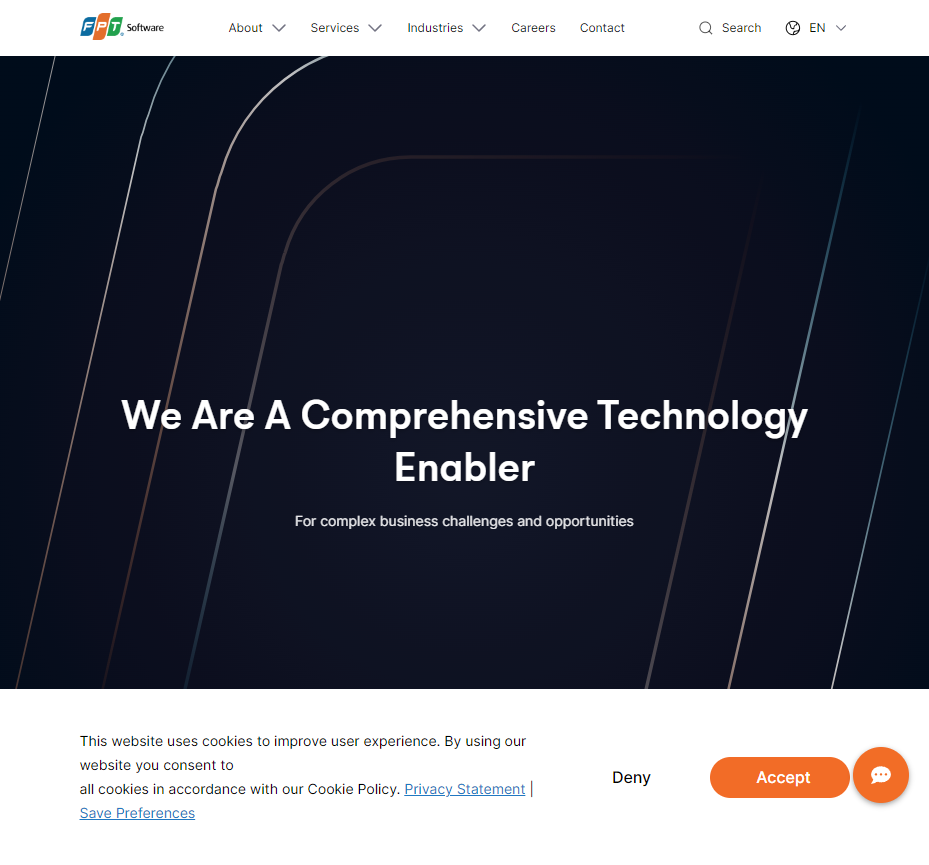 FPT Software
About Services Industries Careers Contact Search EN
We Are A Comprehensive Technology
Enabler
For complex business challenges and opportunities
This website uses cookies to improve user experience. By using our
website you consent to
all cookies in accordance with our Cookie Policy. Privacy Statement |
Save Preferences
Deny
Accept